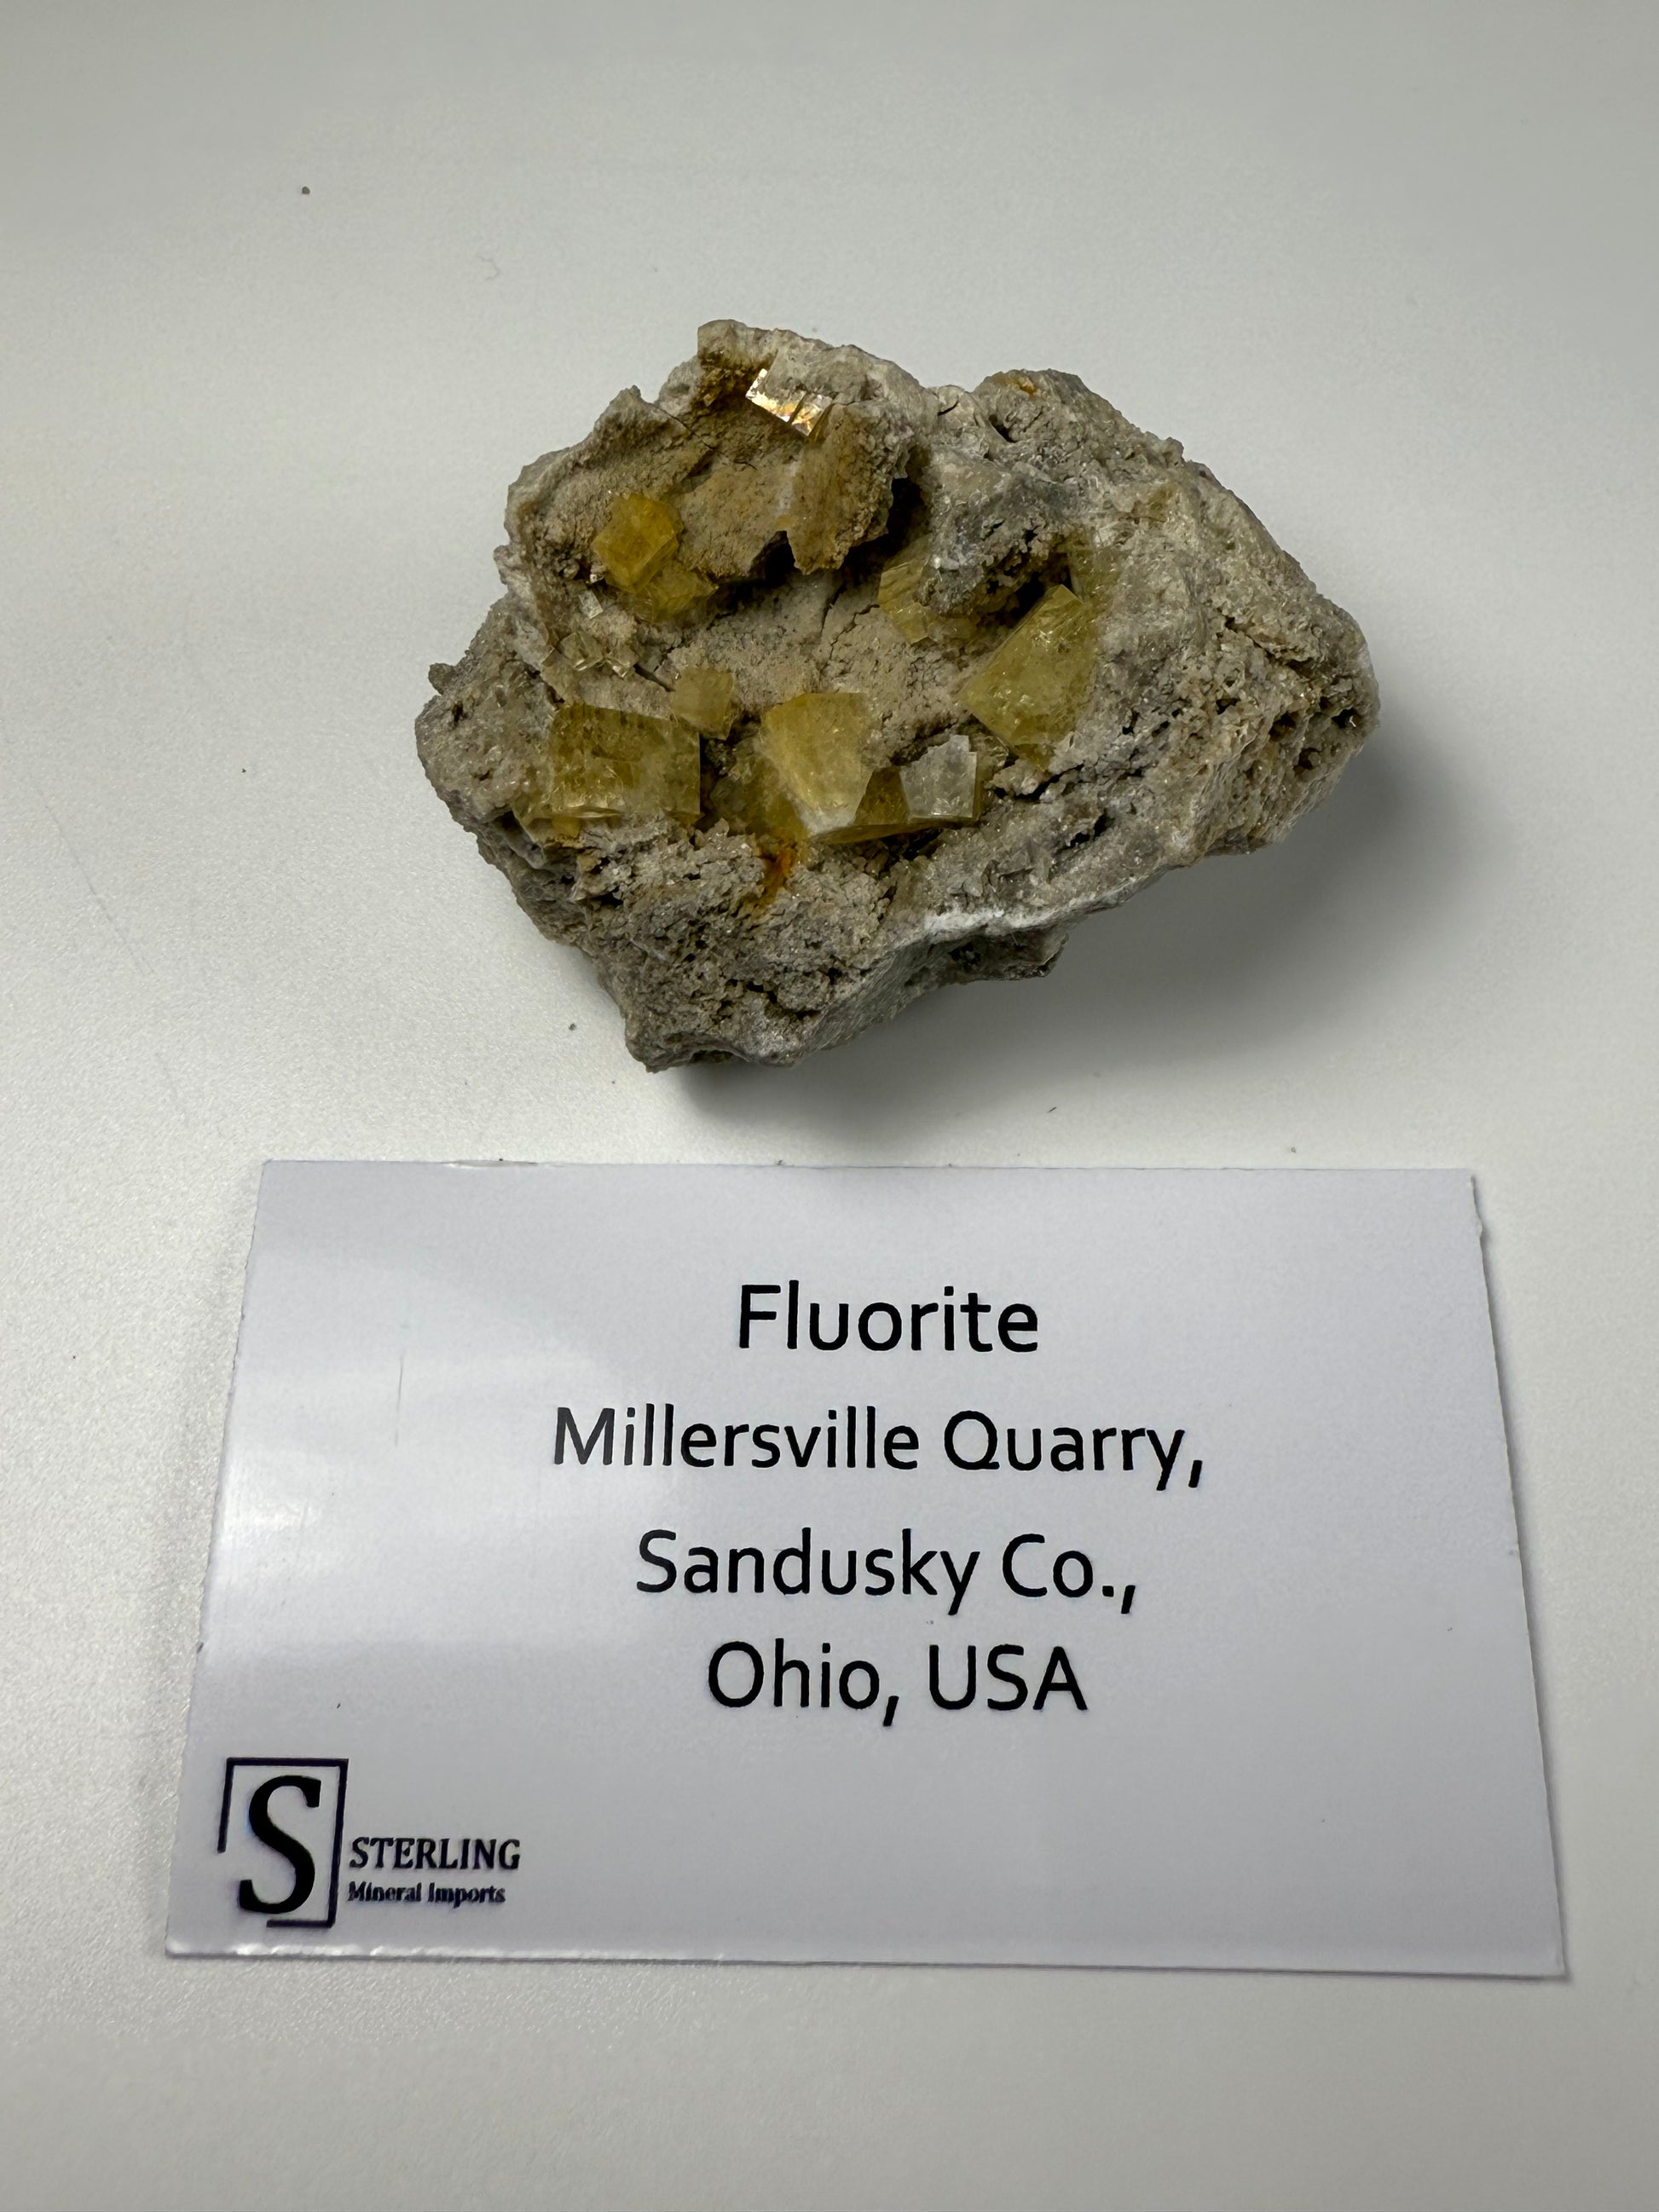 Fluorite
Millersville Quarry,
Sandusky Co.,
Ohio, USA
S
STERLING
Mineral Imports